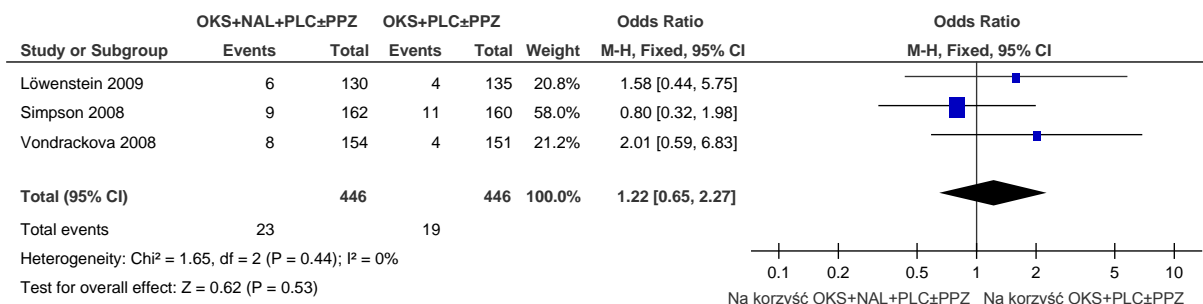 OKS+NAL+PLC±PPZ OKS+PLC±PPZ Odds Ratio Odds Ratio
Study or Subgroup Events Total Events Total Weight M-H, Fixed, 95% CI M-H, Fixed, 95% CI
Löwenstein 2009 6 130 4 135 20.8% 1.58 [0.44, 5.75]
Simpson 2008 9 162 11 160 58.0% 0.80 [0.32, 1.98]
Vondrackova 2008 8 154 4 151 21.2% 2.01 [0.59, 6.83]
Total (95% CI) 446 446 100.0% 1.22 [0.65, 2.27]
Total events 23 19
Heterogeneity: Chi² = 1.65, df = 2 (P = 0.44); I² = 0%
Test for overall effect: Z = 0.62 (P = 0.53)
0.1 0.2 0.5 1 2 5 10
Na korzyść OKS+NAL+PLC±PPZ Na korzyść OKS+PLC±PPZ